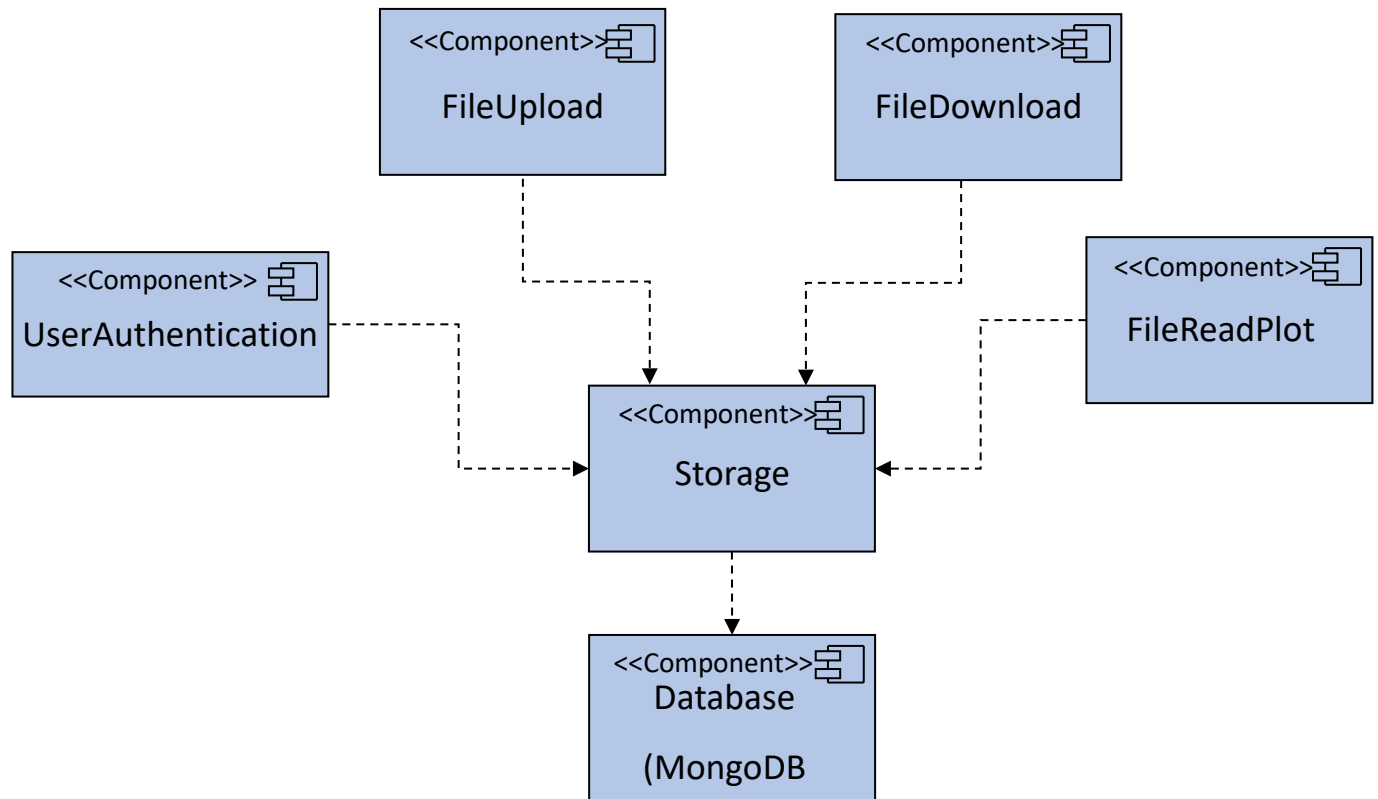 <<Component>>
FileUpload
<<Component>>
FileDownload
<<Component>>
UserAuthentication
<<Component>>
FileReadPlot
<<Component>>
Storage
<<Component>>
Database
(MongoDB